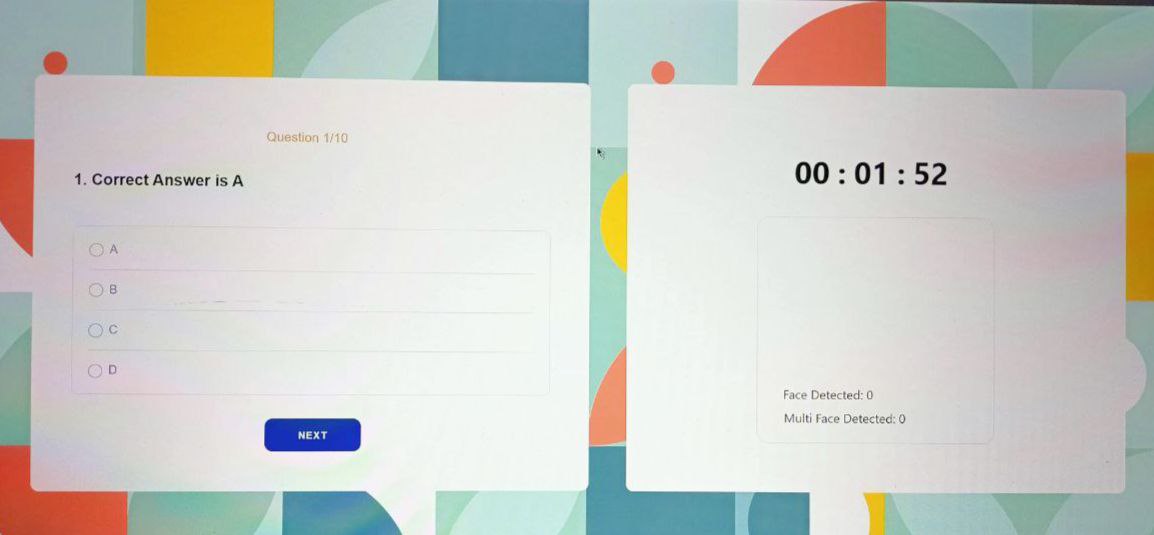 Question 1/10
1. Correct Answer is A
A
B
C
D
NEXT
00 : 01 : 52
Face Detected: 0
Multi Face Detected: 0